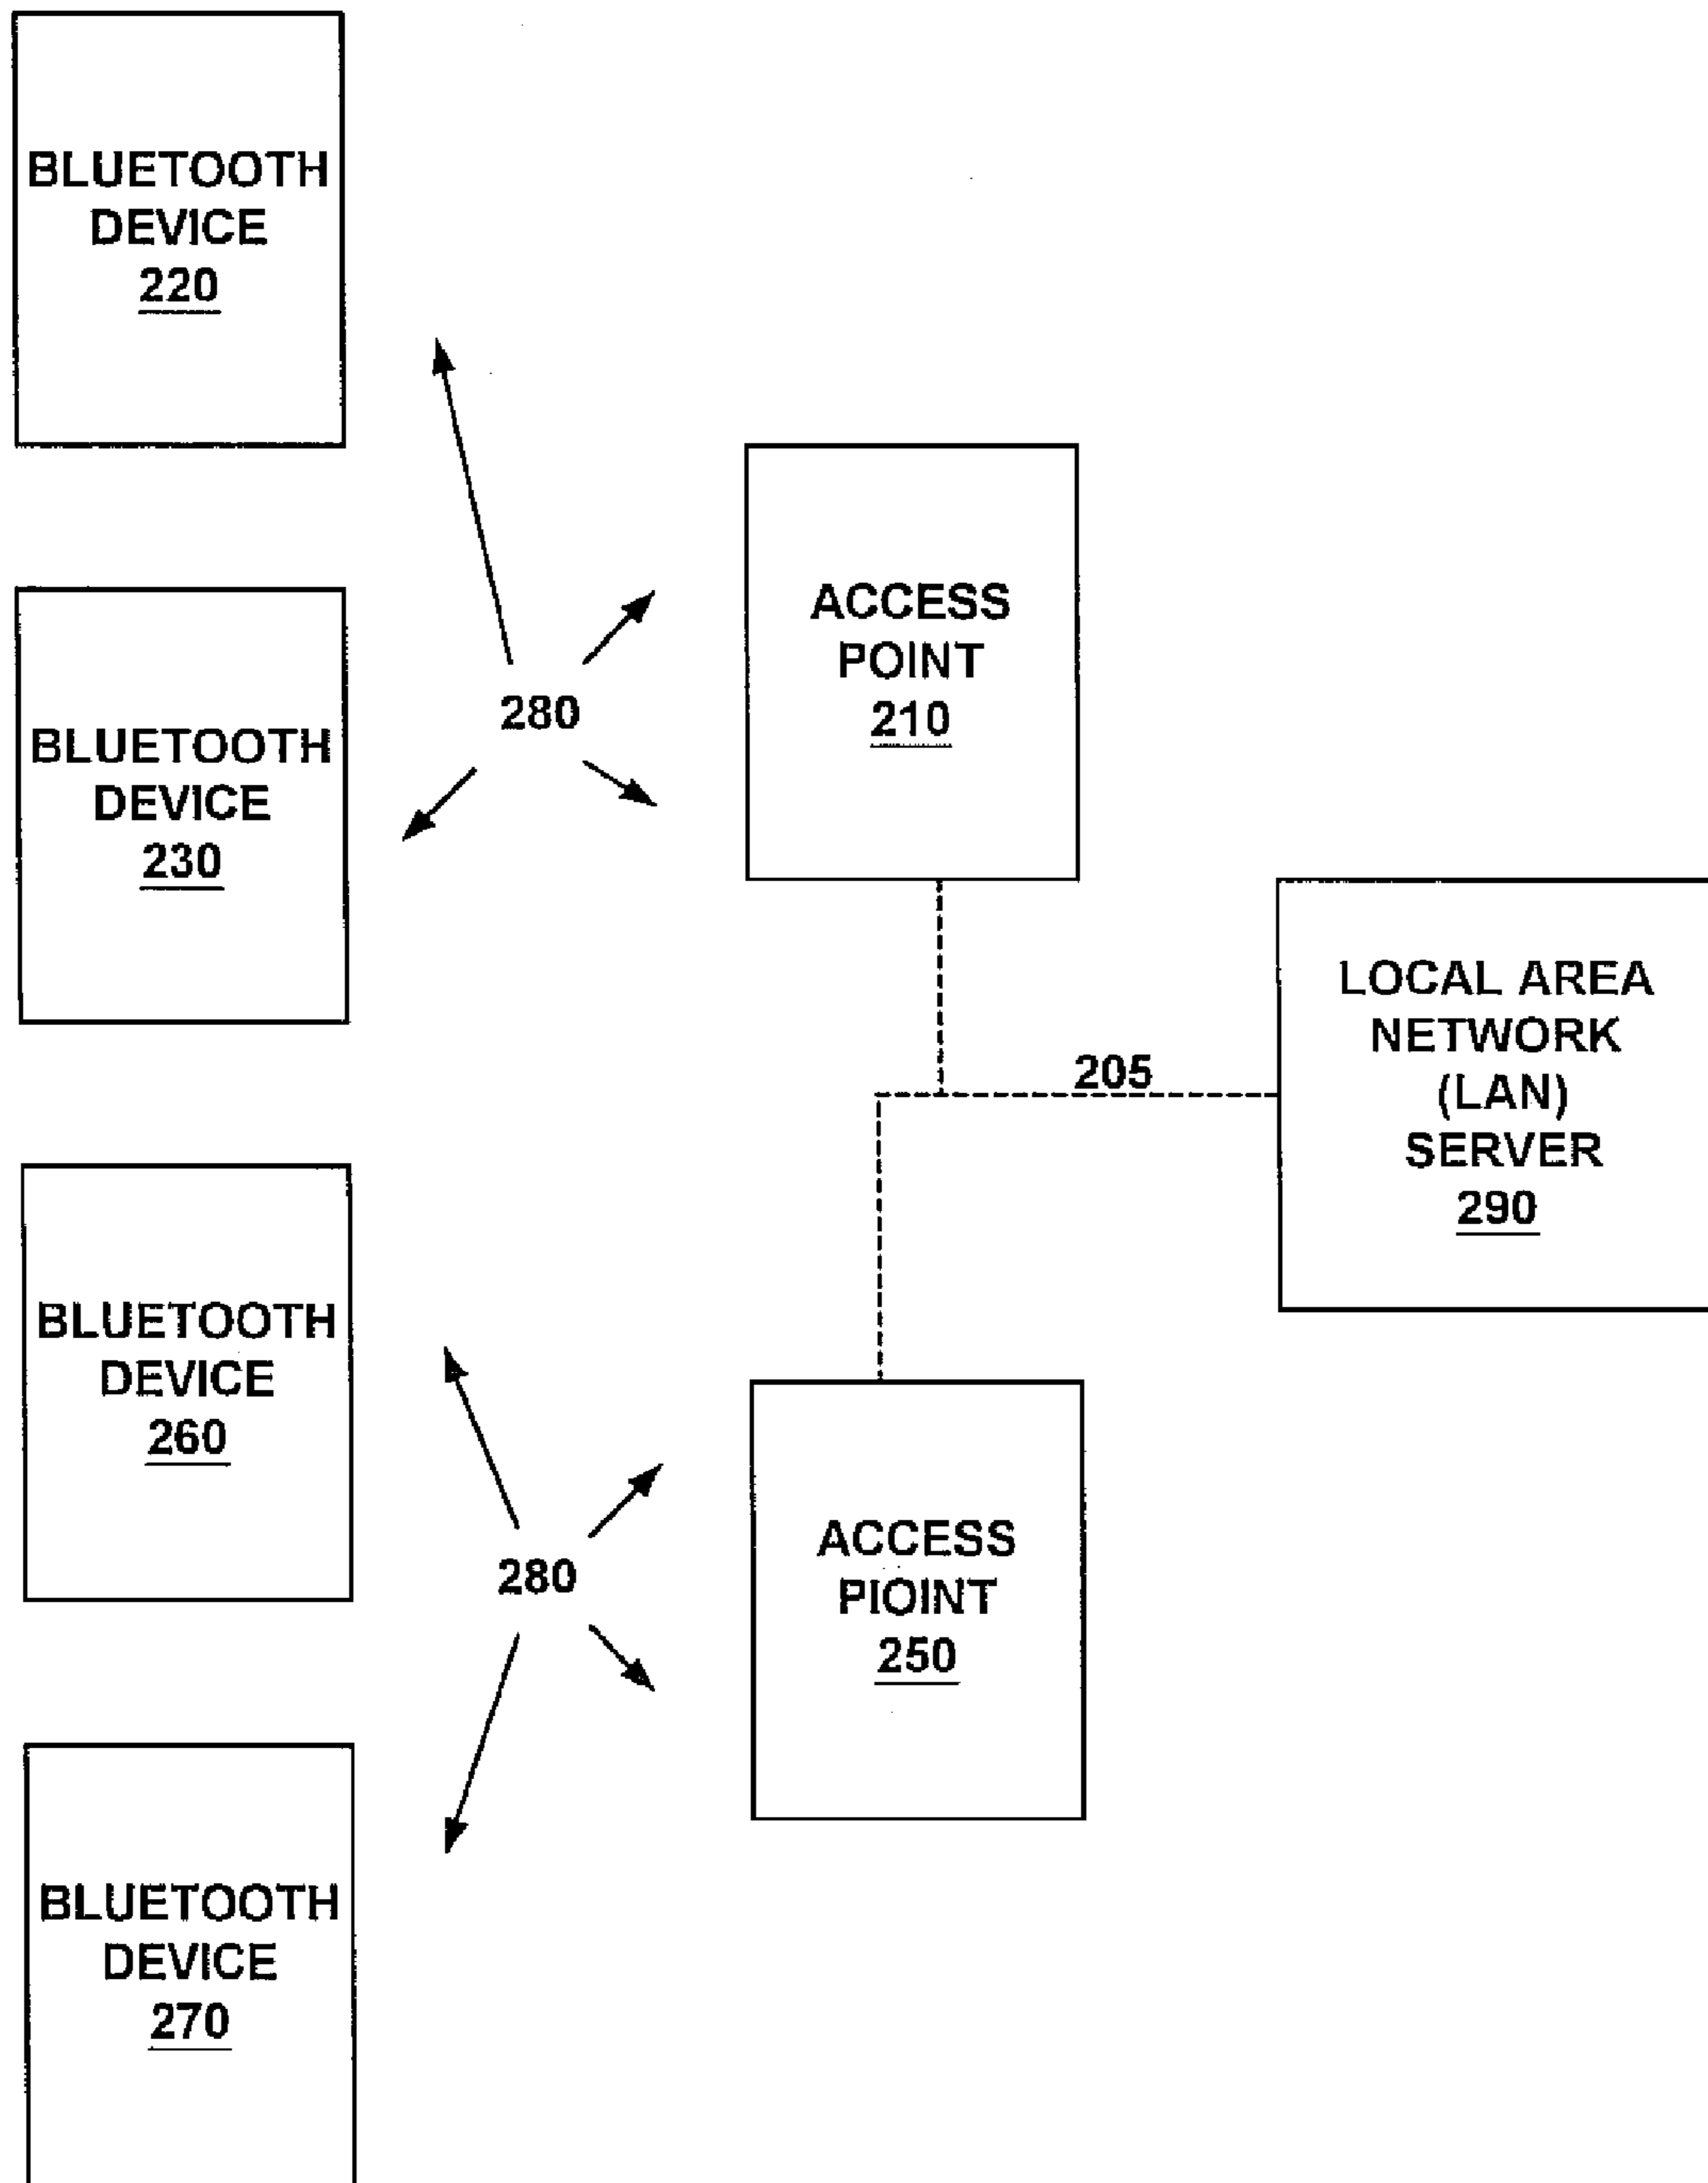 BLUETOOTH
DEVICE
220
BLUETOOTH
DEVICE
230
280
ACCESS
POINT
210
205
LOCAL AREA
NETWORK
(LAN)
SERVER
290
BLUETOOTH
DEVICE
260
280
ACCESS
PIOINT
250
BLUETOOTH
DEVICE
270